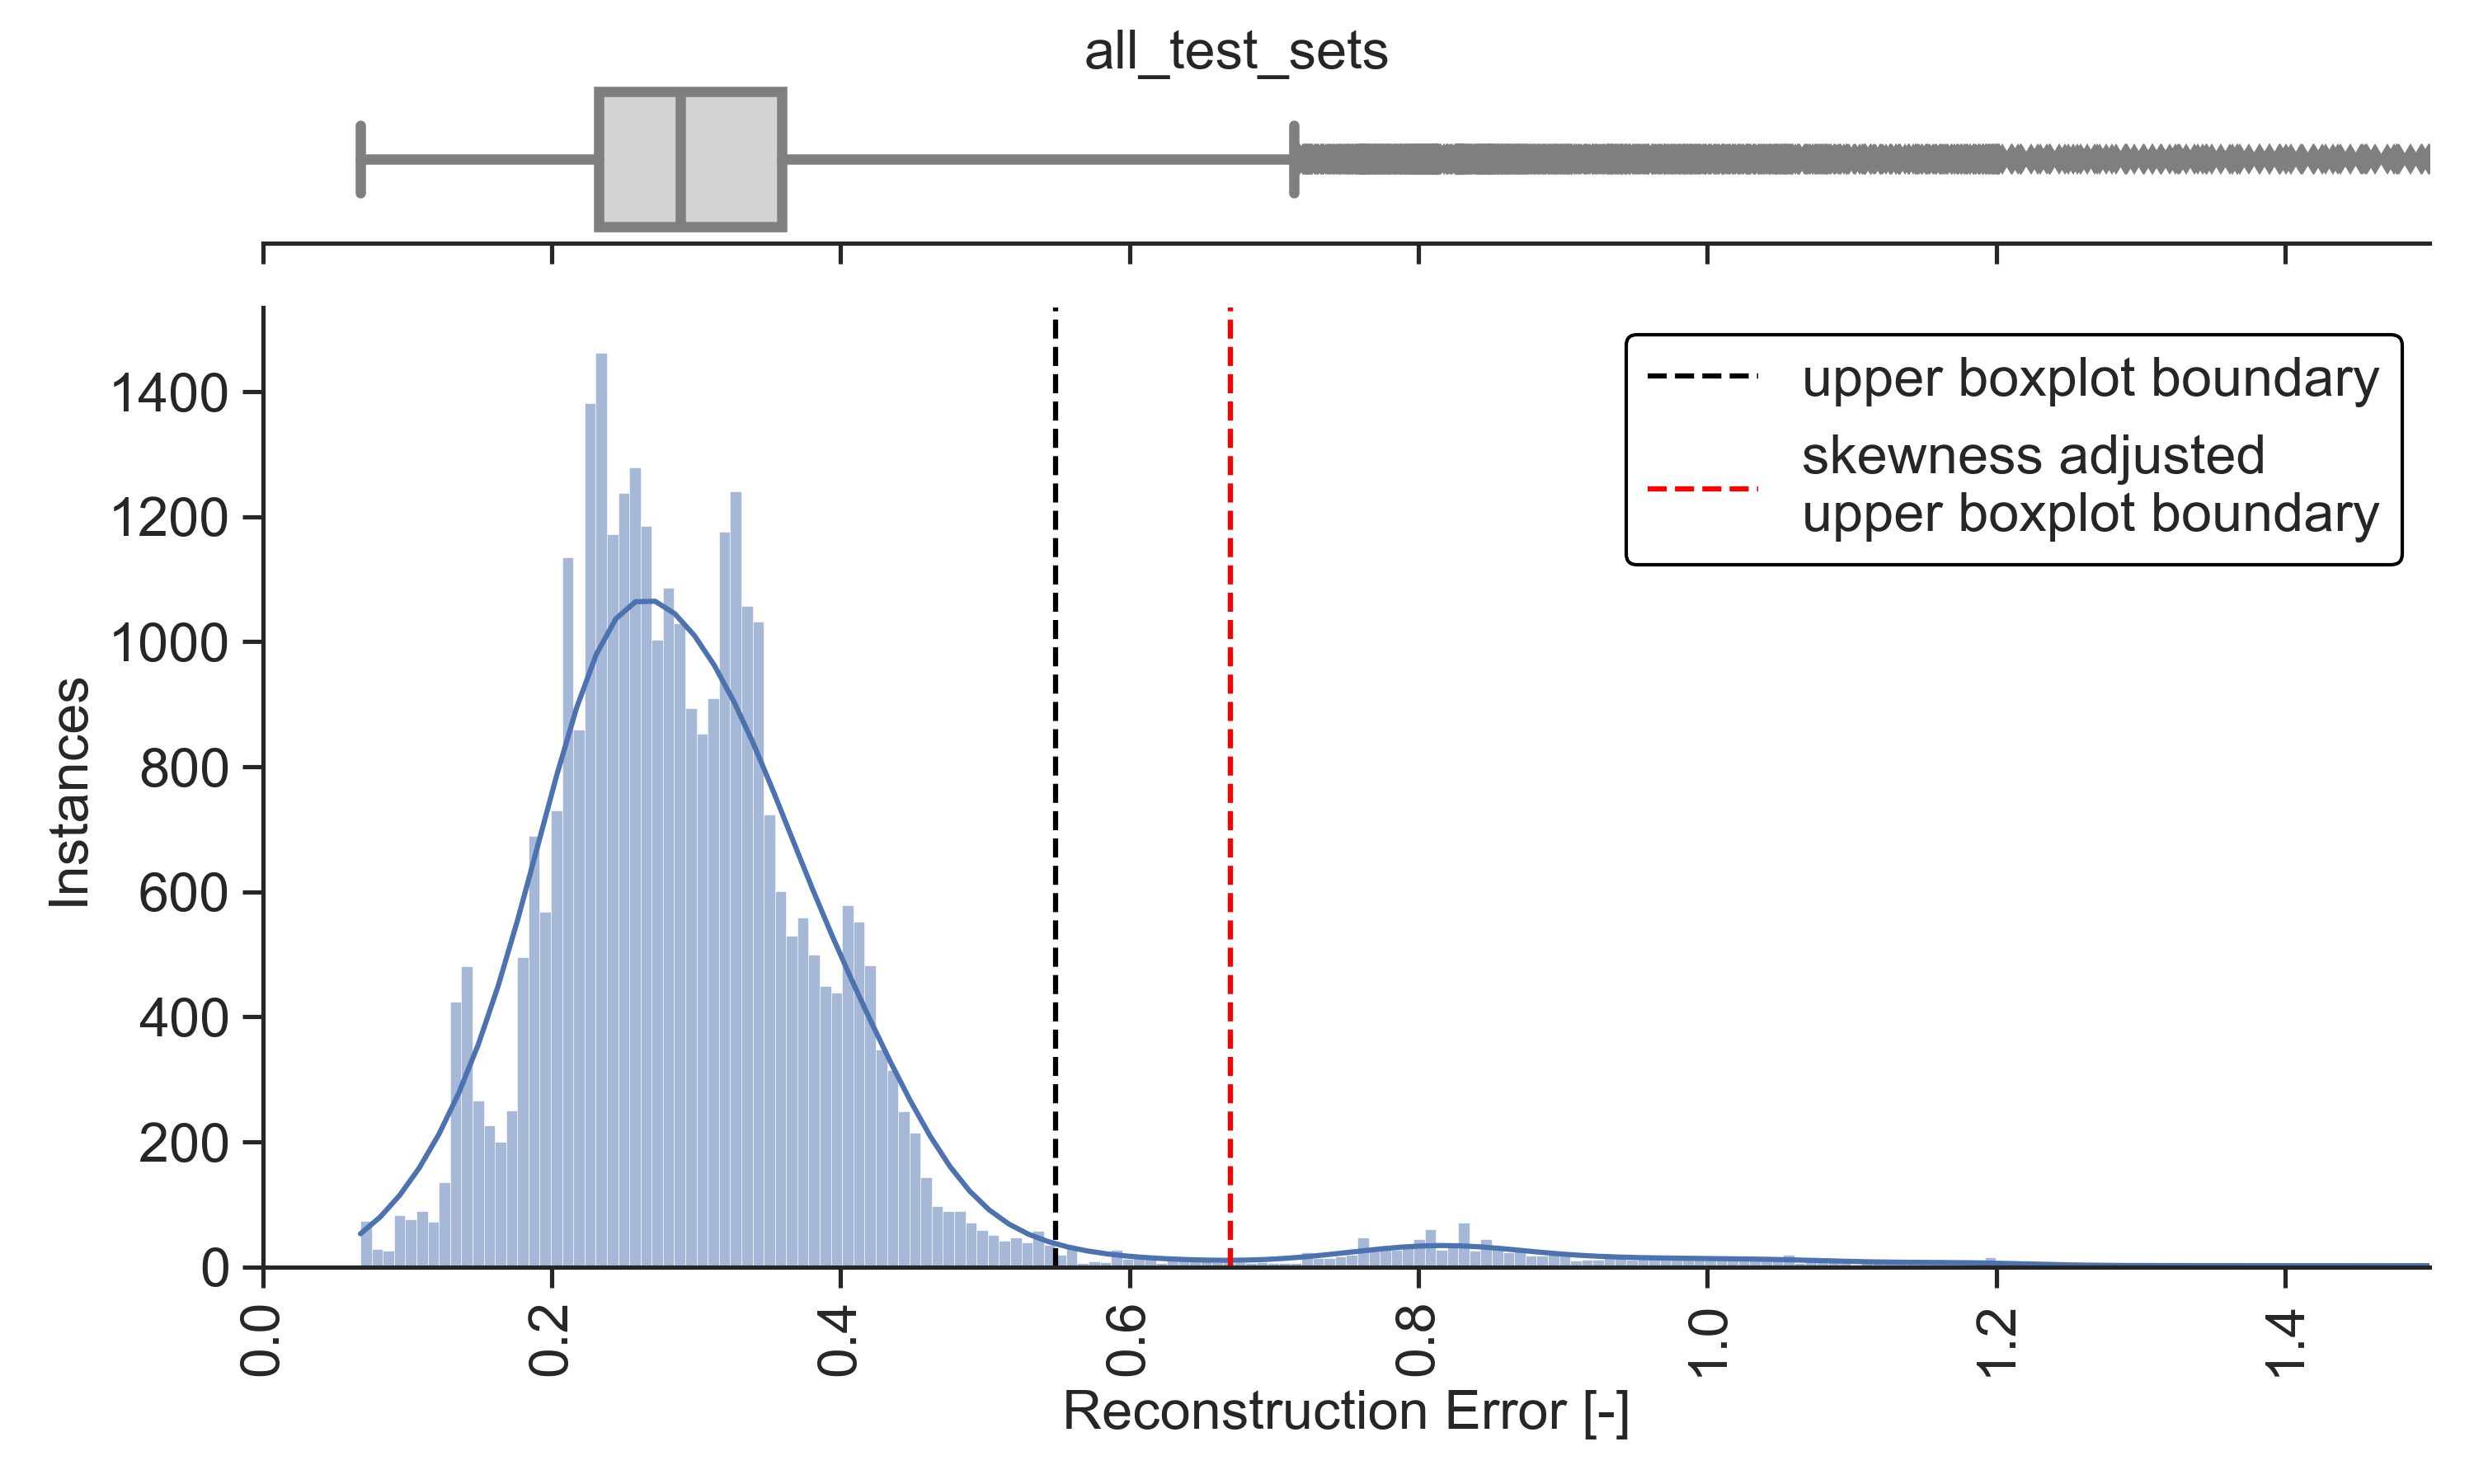 all_test_sets
1400
1200
1000
800
600
400
200
0
Instances
upper boxplot boundary
skewness adjusted
upper boxplot boundary
0.0
0.2
0.4
0.6
0.8
1.0
1.2
1.4
Reconstruction Error [-]